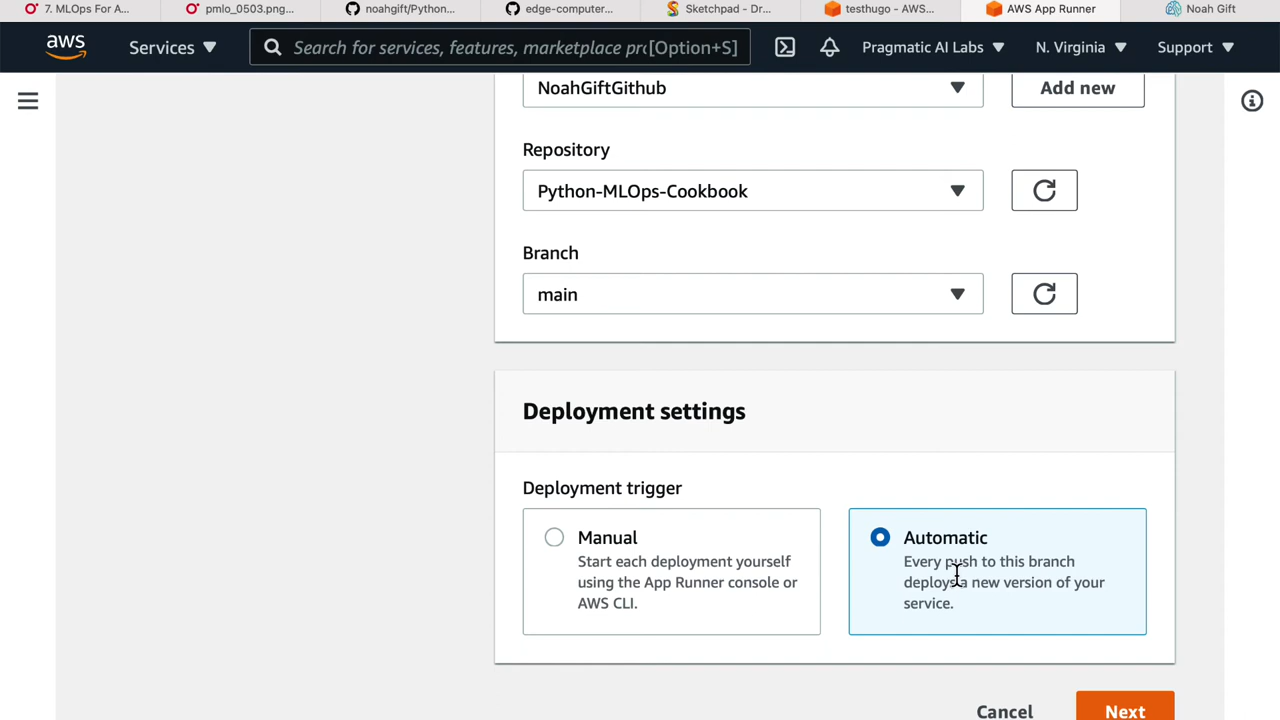 7. MLOps For A...
pmlo_0503.png...
noahgift/Python...
edge-computer...
Sketchpad - Dr...
testhugo - AWS...
AWS App Runner
Noah Gift
aws
Services
Search for services, features, marketplace pr[Option+S]
Pragmatic AI Labs
N. Virginia
Support
NoahGiftGithub
Add new
Repository
Python-MLOps-Cookbook
Branch
main
Deployment settings
Deployment trigger
Manual
Start each deployment yourself
using the App Runner console or
AWS CLI.
Automatic
Every push to this branch
deploys a new version of your
service.
Cancel
Next